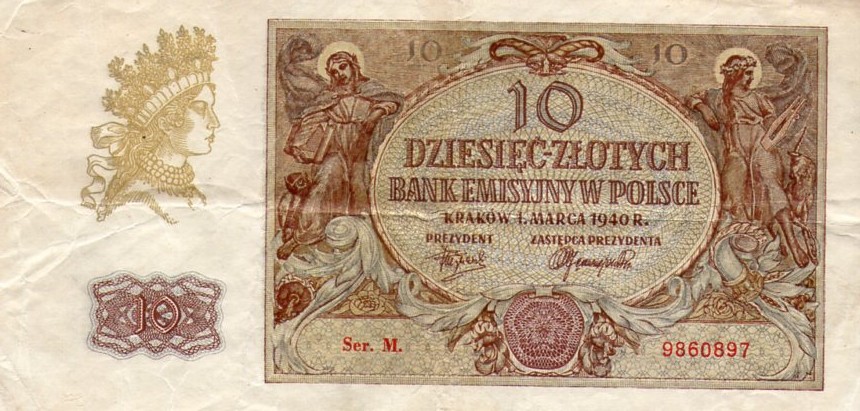 10 10
10
DZIESIĘĆ-ZŁOTYCH
BANK EMISYJNY W POLSCE
KRAKÓW 1. MARCA 1940 R.
PREZYDENT ZASTĘPCA PREZYDENTA
10
Ser. M. 9860897